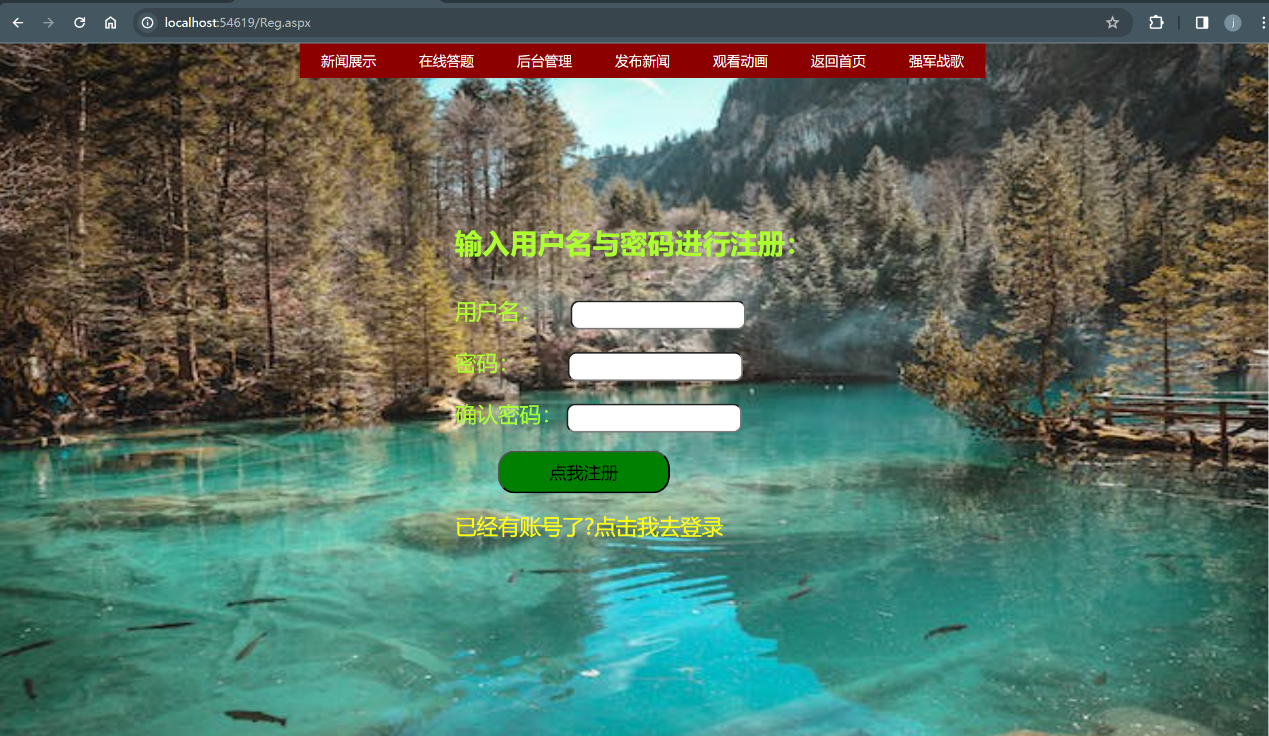 localhost:54619/Reg.aspx
j
新闻展示 在线答题 后台管理 发布新闻 观看动画 返回首页 强军战歌
输入用户名与密码进行注册：
用户名：
密码：
确认密码：
点我注册
已经有账号了?点击我去登录